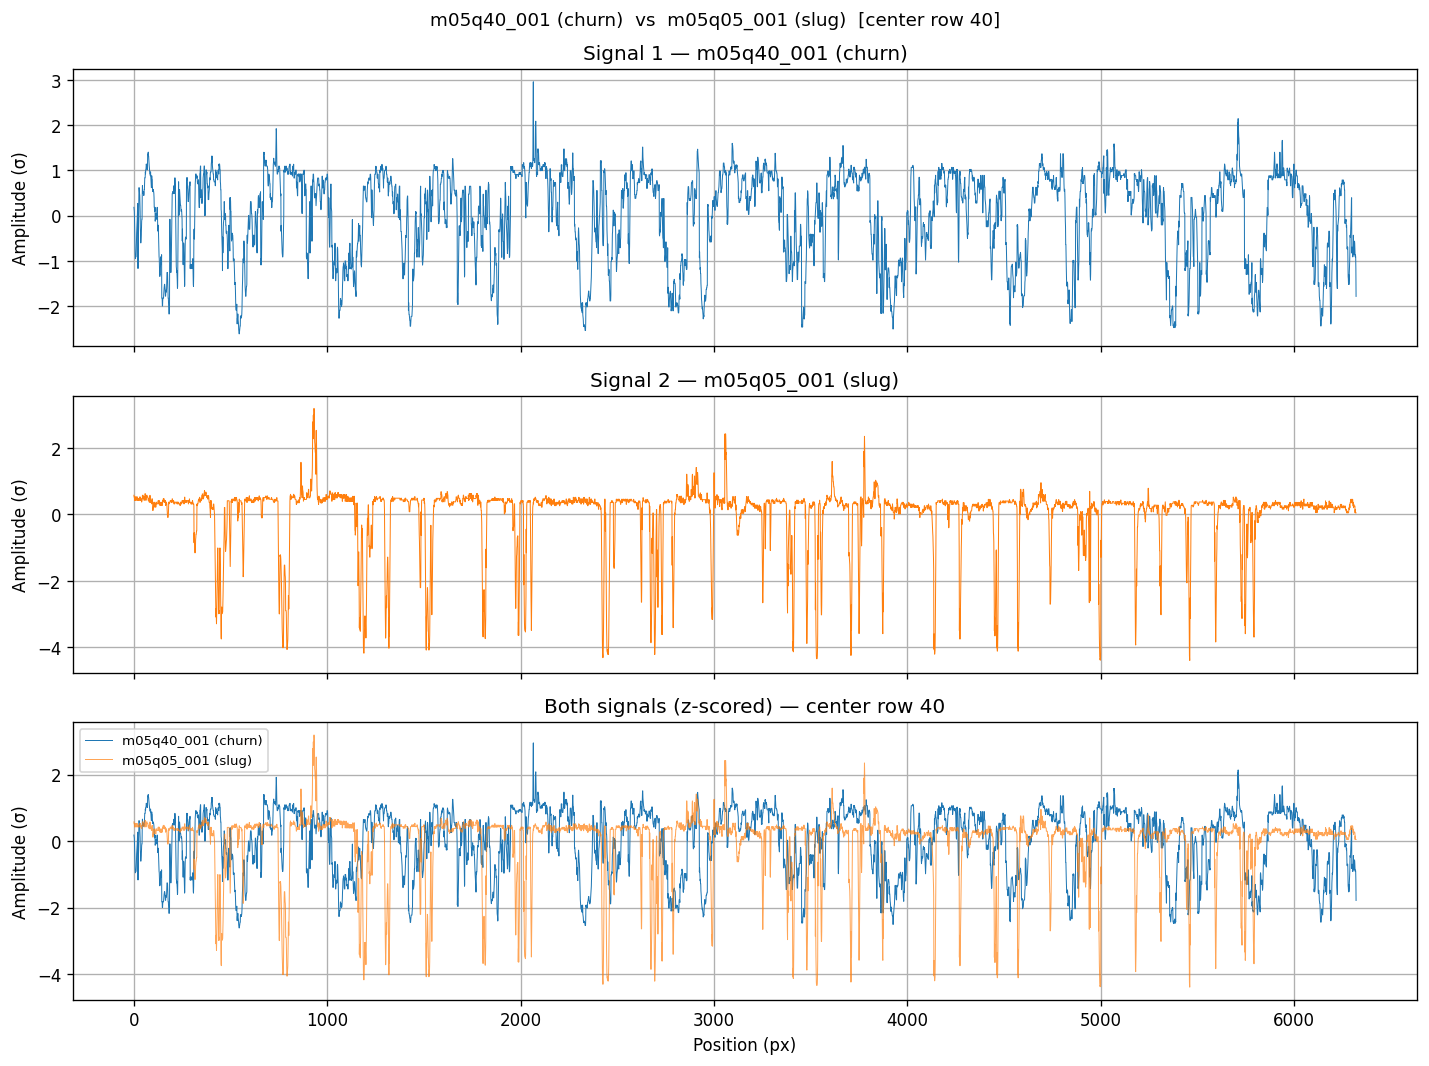 m05q40_001 (churn)  vs  m05q05_001 (slug)  [center row 40]
Signal 1 — m05q40_001 (churn)
Amplitude (σ)
3
2
1
0
−1
−2
Signal 2 — m05q05_001 (slug)
Amplitude (σ)
2
0
−2
−4
Both signals (z-scored) — center row 40
m05q40_001 (churn)
m05q05_001 (slug)
Amplitude (σ)
2
0
−2
−4
0 1000 2000 3000 4000 5000 6000
Position (px)